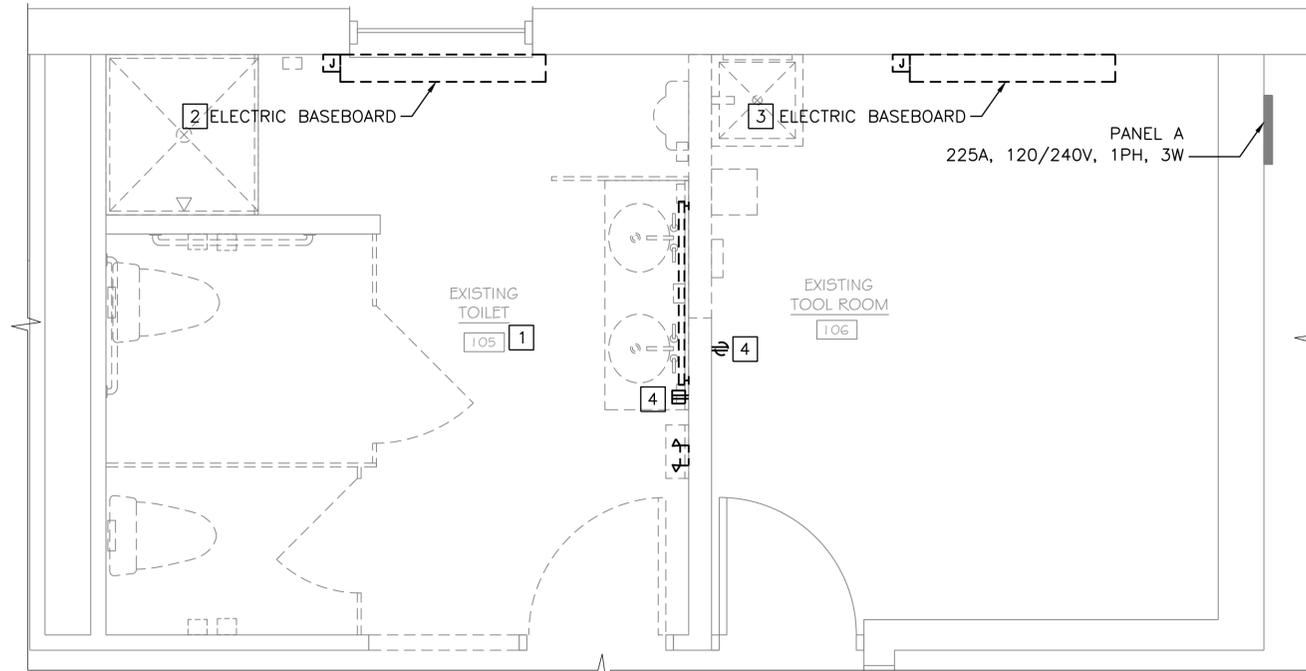 J
J
2 ELECTRIC BASEBOARD
3 ELECTRIC BASEBOARD
PANEL A
225A, 120/240V, 1PH, 3W
EXISTING
TOILET
105 1
EXISTING
TOOL ROOM
106
4
4